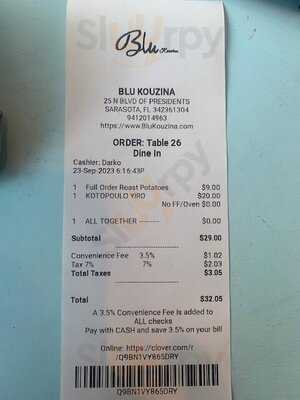 Blu Kouzina
BLU KOUZINA
25 N BLVD OF PRESIDENTS
SARASOTA, FL 342361304
9412014963
https://www.BluKouzina.com
ORDER: Table 26
Dine In
Cashier: Darko
23-Sep-2023 6:16:43P
1 Full Order Roast Potatoes $9.00
1 KOTOPOULO YIRO $20.00
No FF/Oven $0.00
1 ALL TOGETHER -------- $0.00
Subtotal $29.00
Convenience Fee 3.5% $1.02
Tax 7% 7% $2.03
Total Taxes $3.05
Total $32.05
A 3.5% Convenience Fee is added to
ALL checks
Pay with CASH and save 3.5% on your bill
Online: https://clover.com/r
/Q9BN1VY865DRY
Q9BN1VY865DRY